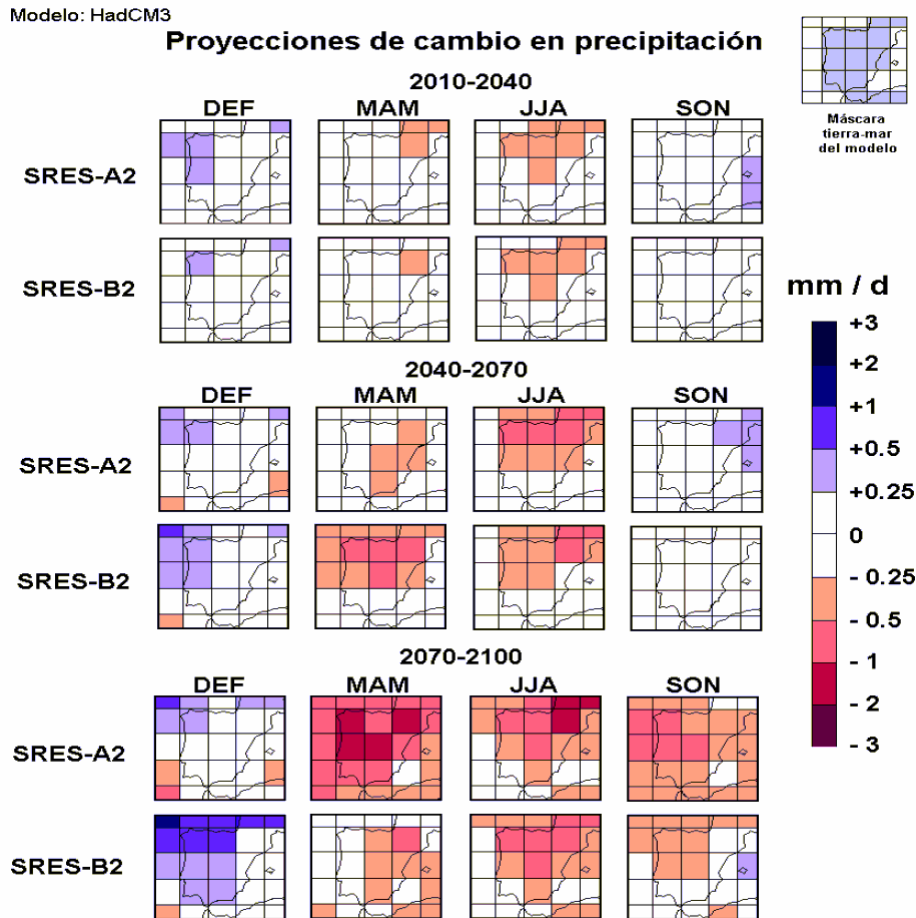 Modelo: HadCM3
Proyecciones de cambio en precipitación
Máscara
tierra-mar
del modelo
2010-2040
DEF MAM JJA SON
SRES-A2
SRES-B2
mm / d
+3
+2
+1
+0.5
+0.25
0
- 0.25
- 0.5
- 1
- 2
- 3
2040-2070
DEF MAM JJA SON
SRES-A2
SRES-B2
2070-2100
DEF MAM JJA SON
SRES-A2
SRES-B2